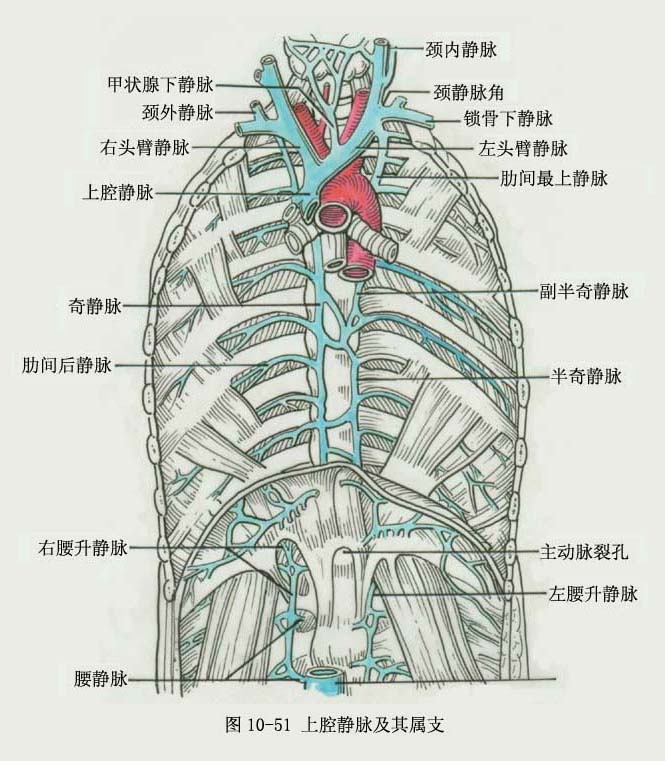 颈内静脉
甲状腺下静脉
颈静脉角
颈外静脉
锁骨下静脉
右头臂静脉
左头臂静脉
肋间最上静脉
上腔静脉
副半奇静脉
奇静脉
肋间后静脉
半奇静脉
右腰升静脉
主动脉裂孔
左腰升静脉
腰静脉
图 10-51 上腔静脉及其属支